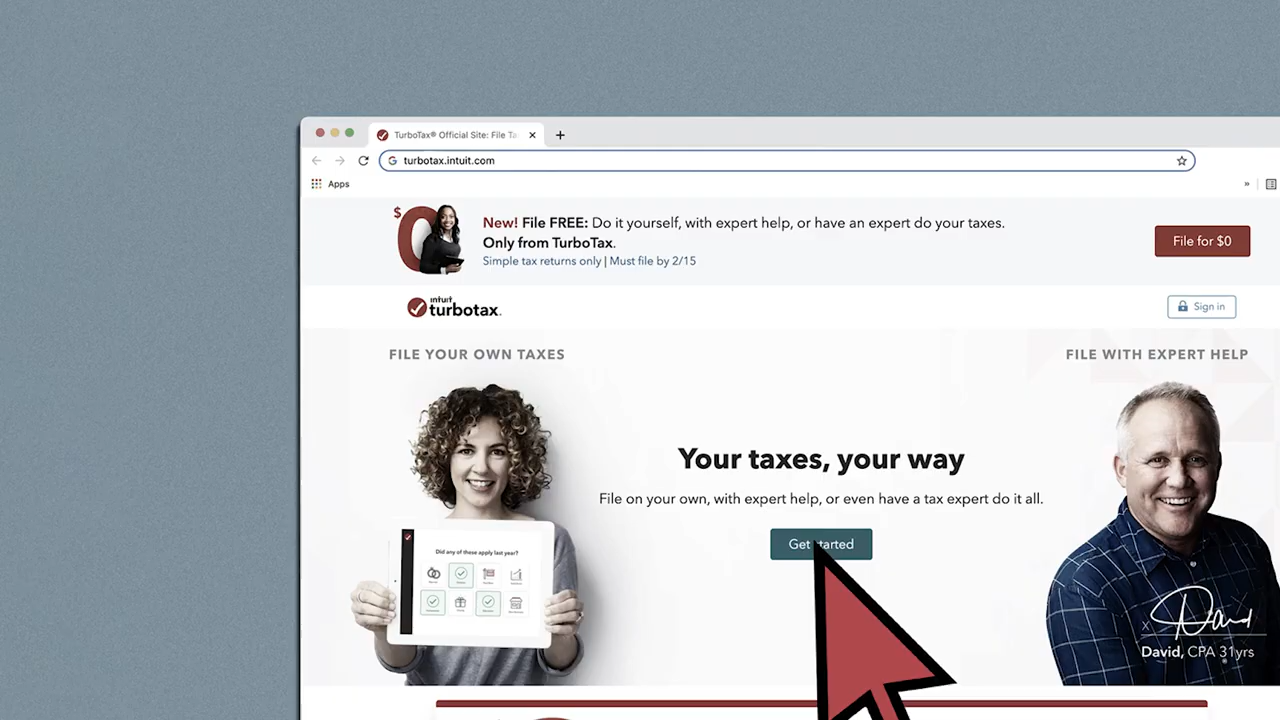 TurboTax® Official Site: File Ta
turbotax.intuit.com
Apps
$0
New! File FREE: Do it yourself, with expert help, or have an expert do your taxes.
Only from TurboTax.
Simple tax returns only | Must file by 2/15
File for $0
intuit
turbotax.
Sign in
FILE YOUR OWN TAXES
FILE WITH EXPERT HELP
Your taxes, your way
File on your own, with expert help, or even have a tax expert do it all.
Get started
Did any of these apply last year?
X David
David, CPA 31yrs